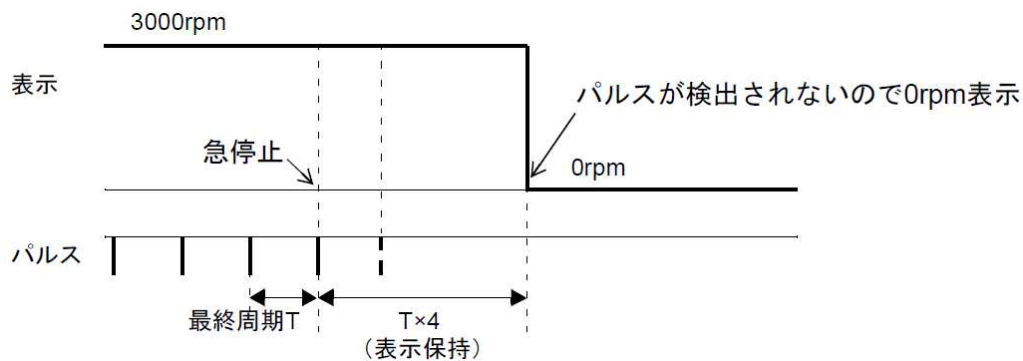 3000rpm
表示
パルスが検出されないので0rpm表示
急停止
0rpm
パルス
最終周期T
T×4
（表示保持）